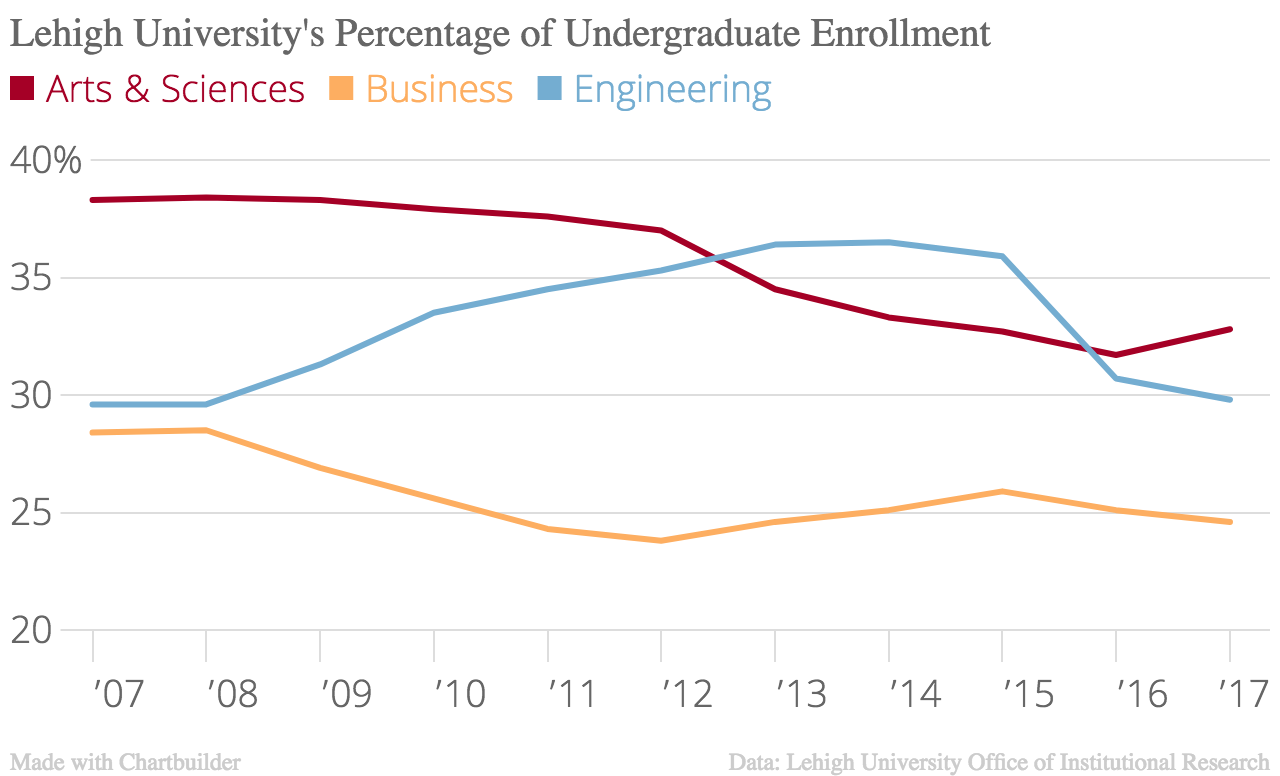 Lehigh University's Percentage of Undergraduate Enrollment
Arts & Sciences Business Engineering
40%
35
30
25
20
’07 ’08 ’09 ’10 ’11 ’12 ’13 ’14 ’15 ’16 ’17
Made with Chartbuilder Data: Lehigh University Office of Institutional Research